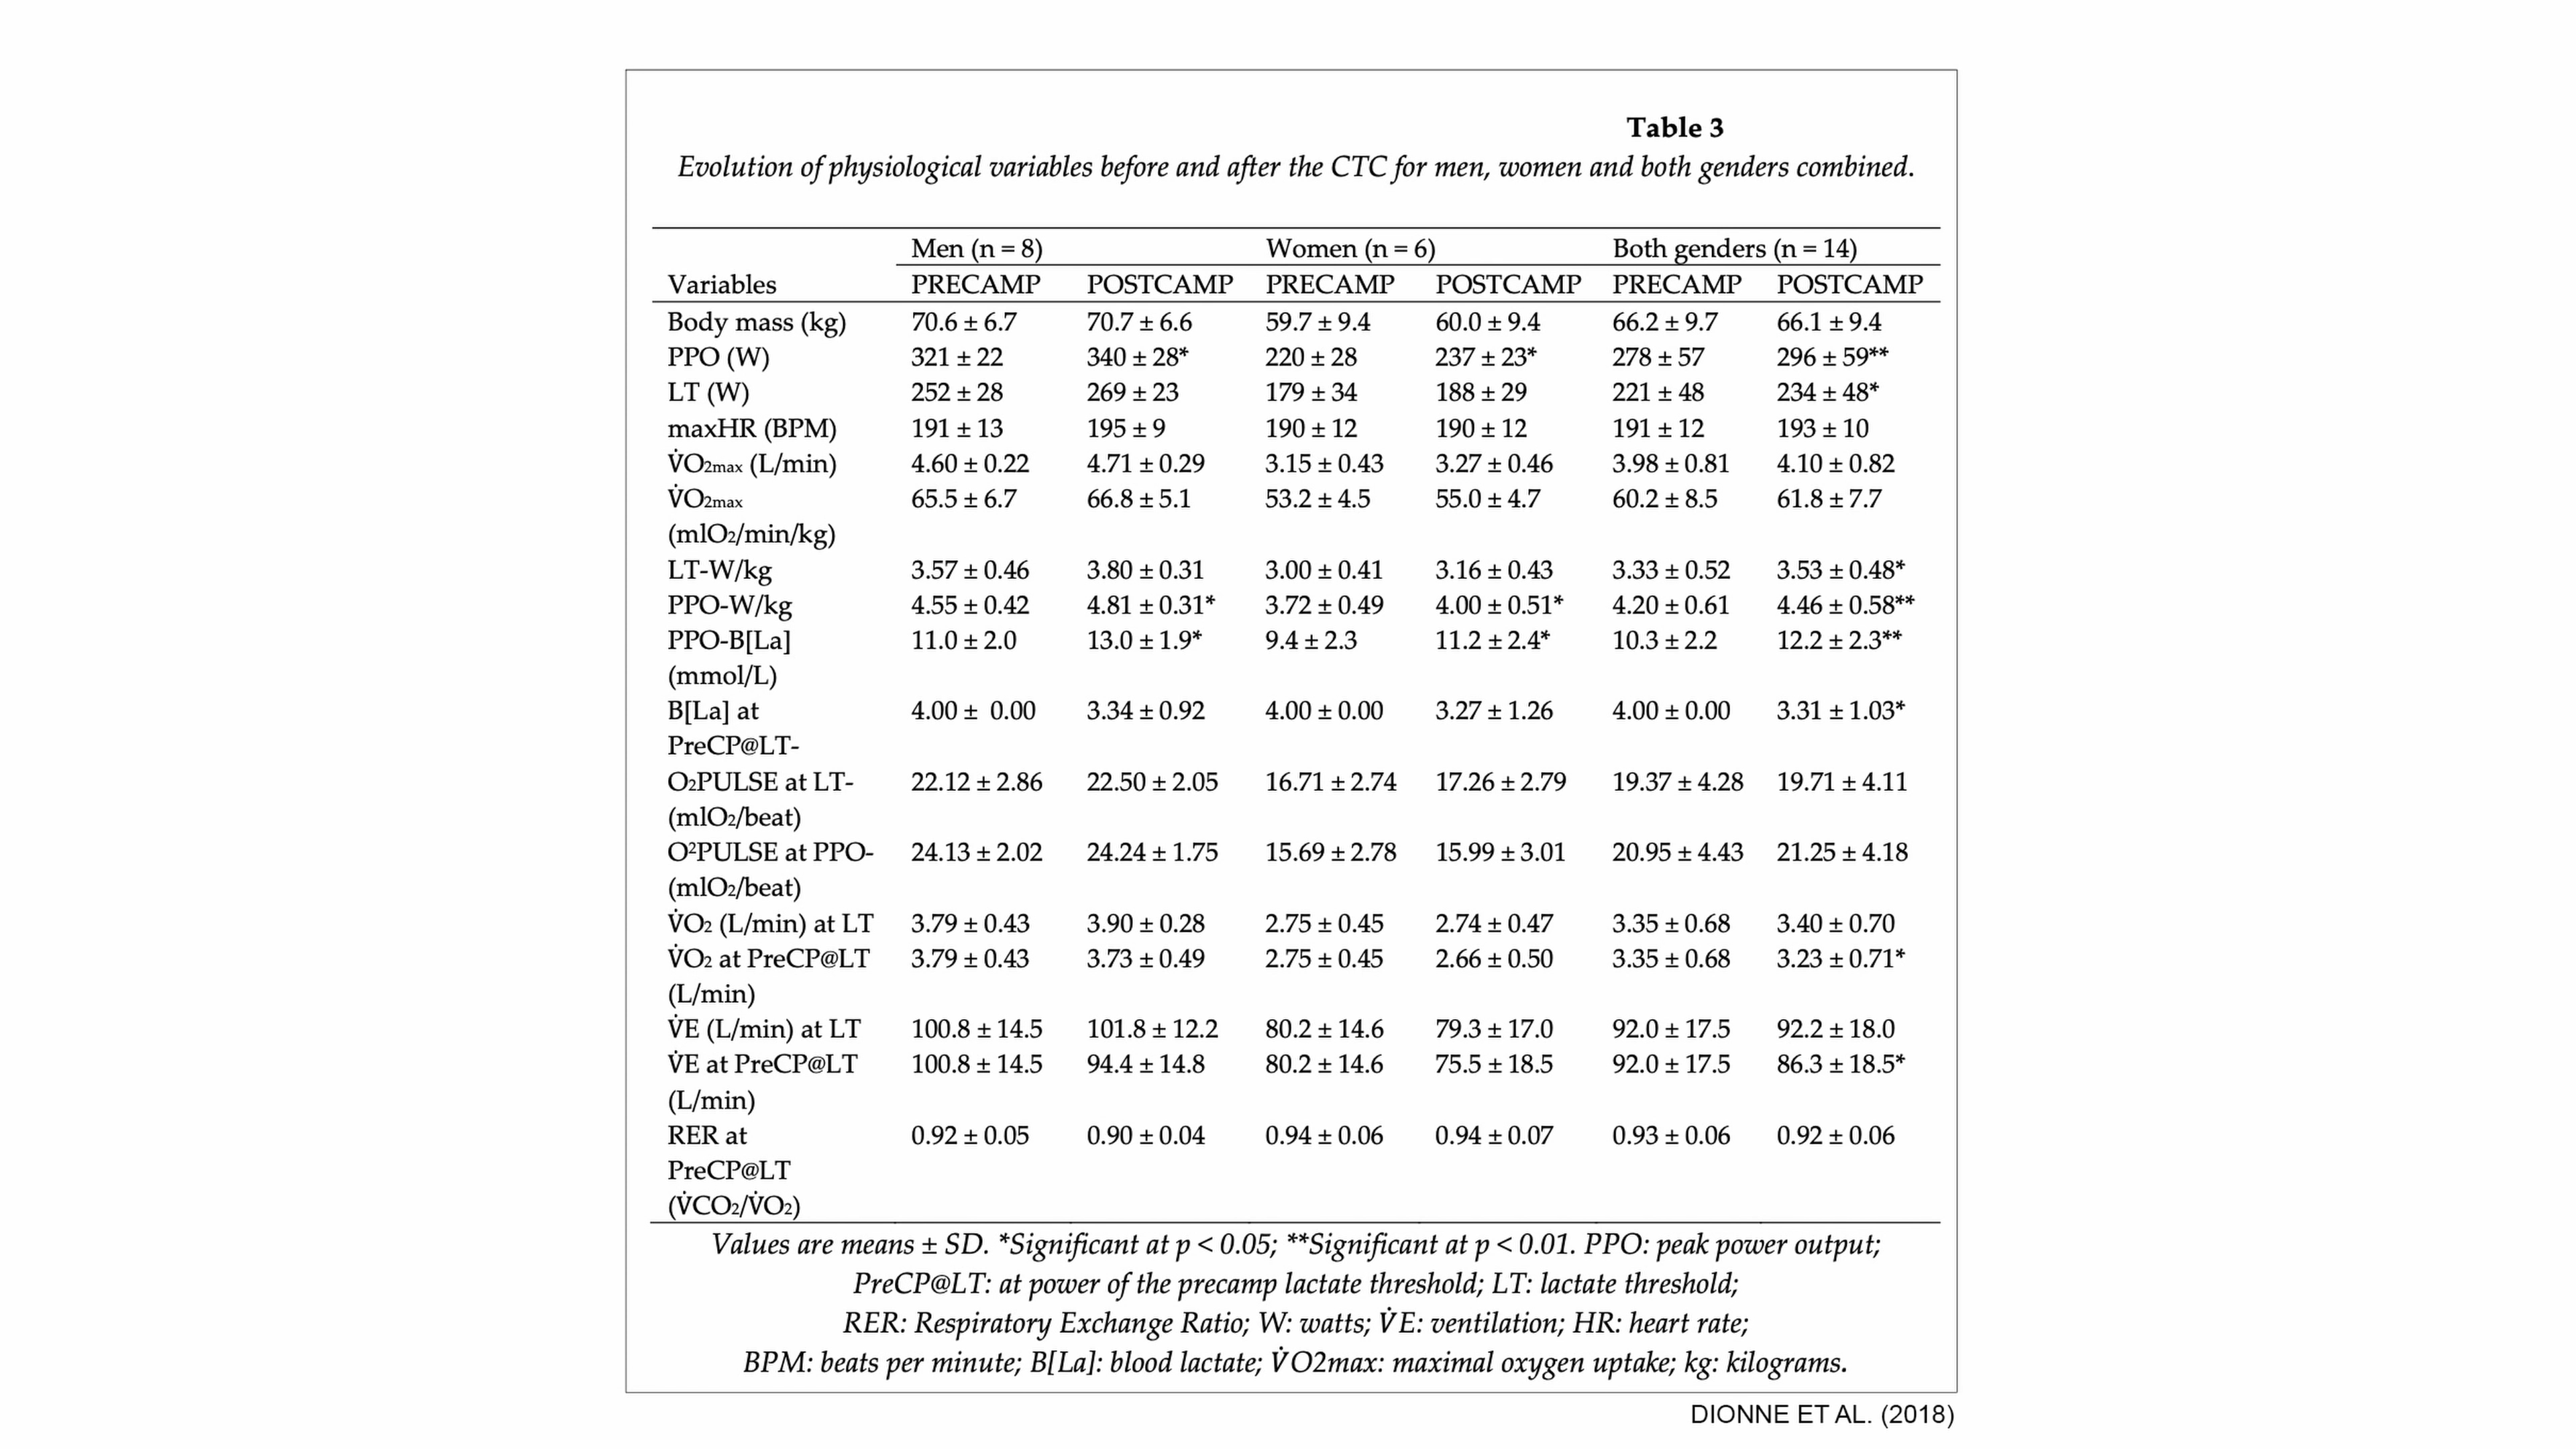 Table 3
Evolution of physiological variables before and after the CTC for men, women and both genders combined.
Men (n = 8) Women (n = 6) Both genders (n = 14)
Variables PRECAMP POSTCAMP PRECAMP POSTCAMP PRECAMP POSTCAMP
Body mass (kg) 70.6 ± 6.7 70.7 ± 6.6 59.7 ± 9.4 60.0 ± 9.4 66.2 ± 9.7 66.1 ± 9.4
PPO (W) 321 ± 22 340 ± 28* 220 ± 28 237 ± 23* 278 ± 57 296 ± 59**
LT (W) 252 ± 28 269 ± 23 179 ± 34 188 ± 29 221 ± 48 234 ± 48*
maxHR (BPM) 191 ± 13 195 ± 9 190 ± 12 190 ± 12 191 ± 12 193 ± 10
V̇O₂max (L/min) 4.60 ± 0.22 4.71 ± 0.29 3.15 ± 0.43 3.27 ± 0.46 3.98 ± 0.81 4.10 ± 0.82
V̇O₂max 65.5 ± 6.7 66.8 ± 5.1 53.2 ± 4.5 55.0 ± 4.7 60.2 ± 8.5 61.8 ± 7.7
(mlO₂/min/kg)
LT-W/kg 3.57 ± 0.46 3.80 ± 0.31 3.00 ± 0.41 3.16 ± 0.43 3.33 ± 0.52 3.53 ± 0.48*
PPO-W/kg 4.55 ± 0.42 4.81 ± 0.31* 3.72 ± 0.49 4.00 ± 0.51* 4.20 ± 0.61 4.46 ± 0.58**
PPO-B[La] 11.0 ± 2.0 13.0 ± 1.9* 9.4 ± 2.3 11.2 ± 2.4* 10.3 ± 2.2 12.2 ± 2.3**
(mmol/L)
B[La] at 4.00 ± 0.00 3.34 ± 0.92 4.00 ± 0.00 3.27 ± 1.26 4.00 ± 0.00 3.31 ± 1.03*
PreCP@LT-
O₂PULSE at LT- 22.12 ± 2.86 22.50 ± 2.05 16.71 ± 2.74 17.26 ± 2.79 19.37 ± 4.28 19.71 ± 4.11
(mlO₂/beat)
O²PULSE at PPO- 24.13 ± 2.02 24.24 ± 1.75 15.69 ± 2.78 15.99 ± 3.01 20.95 ± 4.43 21.25 ± 4.18
(mlO₂/beat)
V̇O₂ (L/min) at LT 3.79 ± 0.43 3.90 ± 0.28 2.75 ± 0.45 2.74 ± 0.47 3.35 ± 0.68 3.40 ± 0.70
V̇O₂ at PreCP@LT 3.79 ± 0.43 3.73 ± 0.49 2.75 ± 0.45 2.66 ± 0.50 3.35 ± 0.68 3.23 ± 0.71*
(L/min)
V̇E (L/min) at LT 100.8 ± 14.5 101.8 ± 12.2 80.2 ± 14.6 79.3 ± 17.0 92.0 ± 17.5 92.2 ± 18.0
V̇E at PreCP@LT 100.8 ± 14.5 94.4 ± 14.8 80.2 ± 14.6 75.5 ± 18.5 92.0 ± 17.5 86.3 ± 18.5*
(L/min)
RER at 0.92 ± 0.05 0.90 ± 0.04 0.94 ± 0.06 0.94 ± 0.07 0.93 ± 0.06 0.92 ± 0.06
PreCP@LT
(V̇CO₂/V̇O₂)
Values are means ± SD. *Significant at p < 0.05; **Significant at p < 0.01. PPO: peak power output;
PreCP@LT: at power of the precamp lactate threshold; LT: lactate threshold;
RER: Respiratory Exchange Ratio; W: watts; V̇E: ventilation; HR: heart rate;
BPM: beats per minute; B[La]: blood lactate; V̇O2max: maximal oxygen uptake; kg: kilograms.
DIONNE ET AL. (2018)